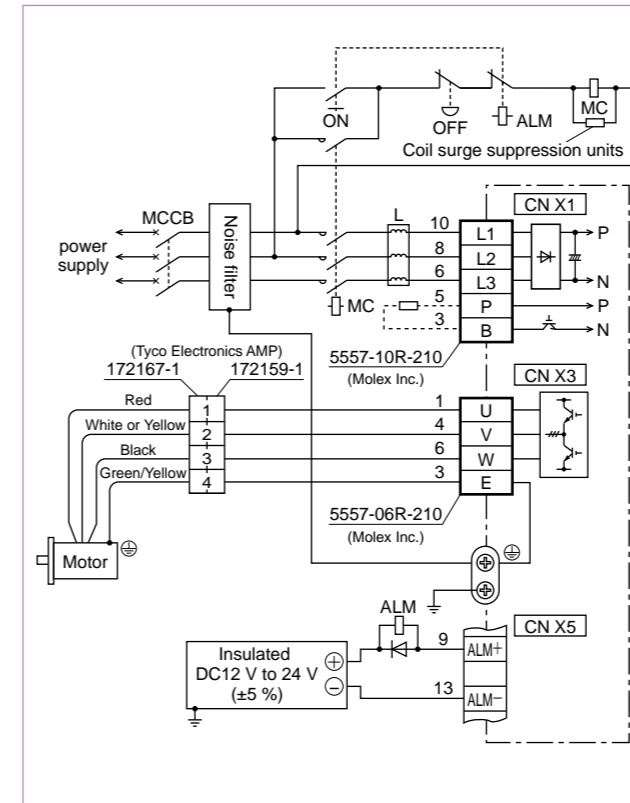 ON
OFF
ALM
MC
Coil surge suppression units
MCCB
power
supply
Noise filter
L
MC
CN X1
10 L1
8 L2
6 L3
5 P
3 B
P
N
P
N
5557-10R-210
(Molex Inc.)
(Tyco Electronics AMP)
172167-1 172159-1
CN X3
Red 1 1 U
White or Yellow 2 4 V
Black 3 6 W
Green/Yellow 4 3 E
5557-06R-210
(Molex Inc.)
Motor
ALM
CN X5
Insulated
DC12 V to 24 V
(±5 %)
+
−
9 ALM+
13 ALM−